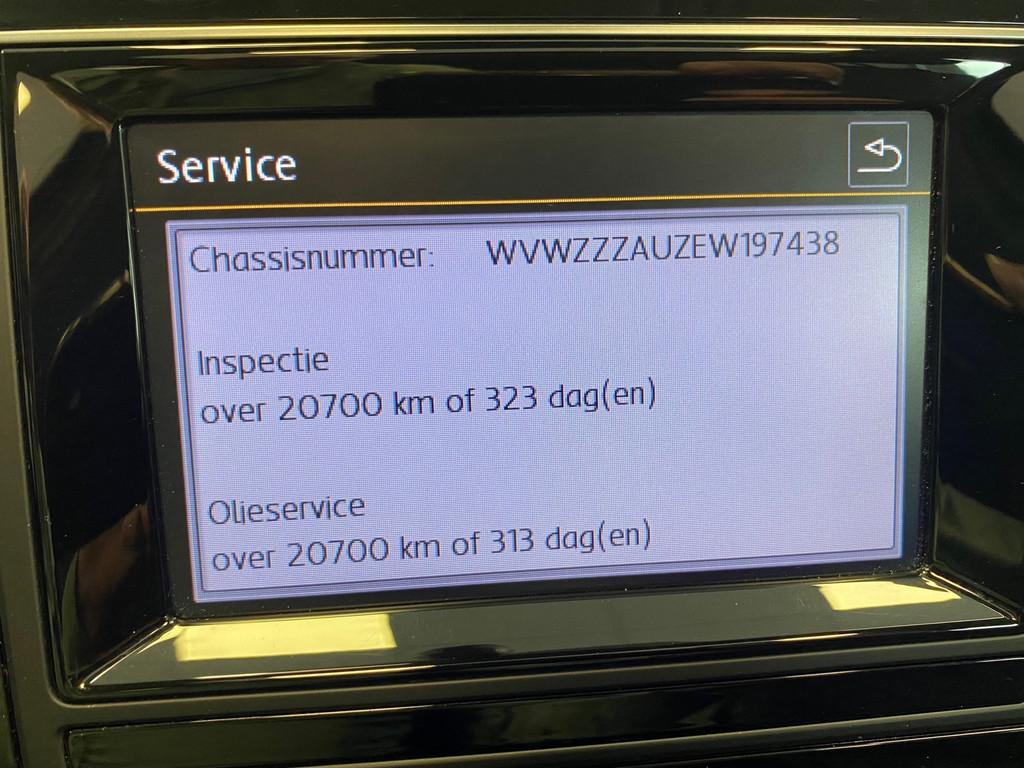 Service
Chassisnummer: WVWZZZAUZEW197438
Inspectie
over 20700 km of 323 dag(en)
Olieservice
over 20700 km of 313 dag(en)